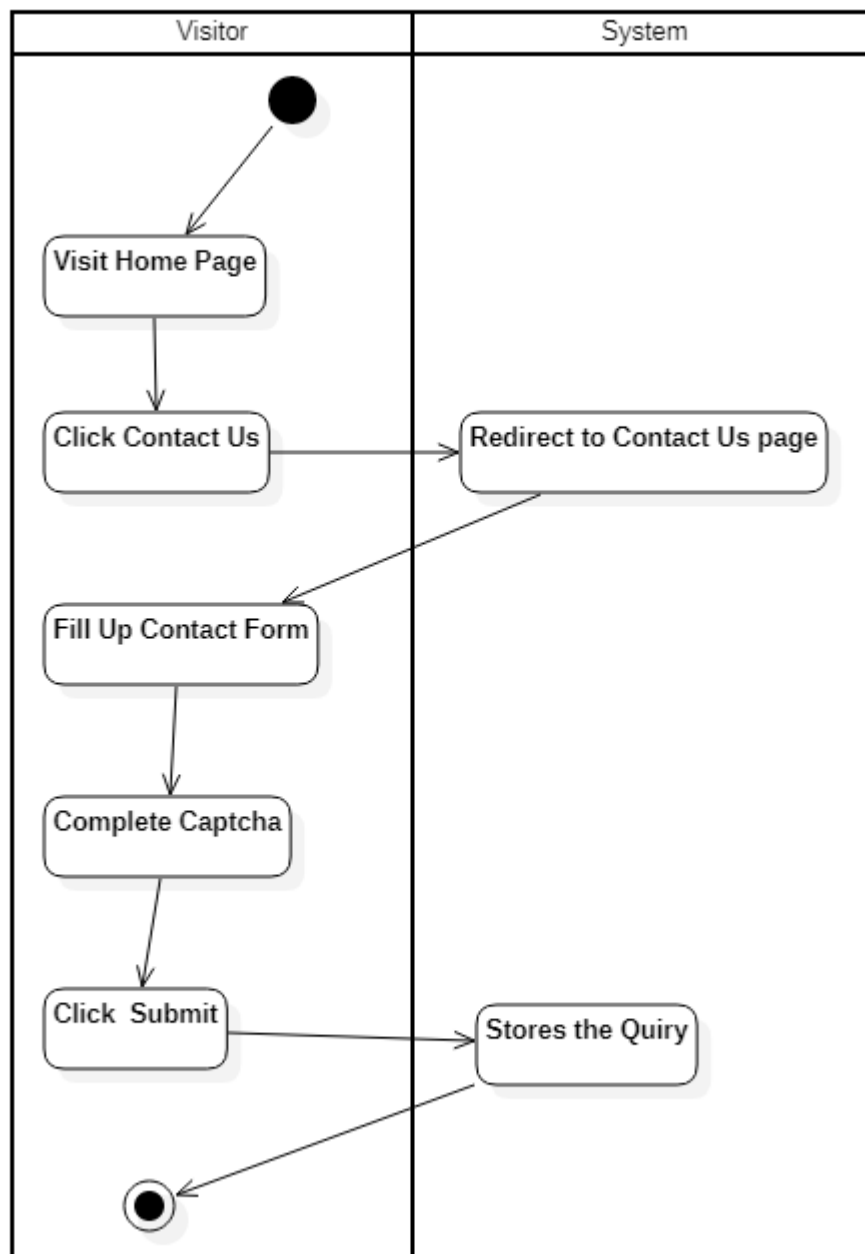 Visitor
System
Visit Home Page
Click Contact Us
Redirect to Contact Us page
Fill Up Contact Form
Complete Captcha
Click  Submit
Stores the Quiry